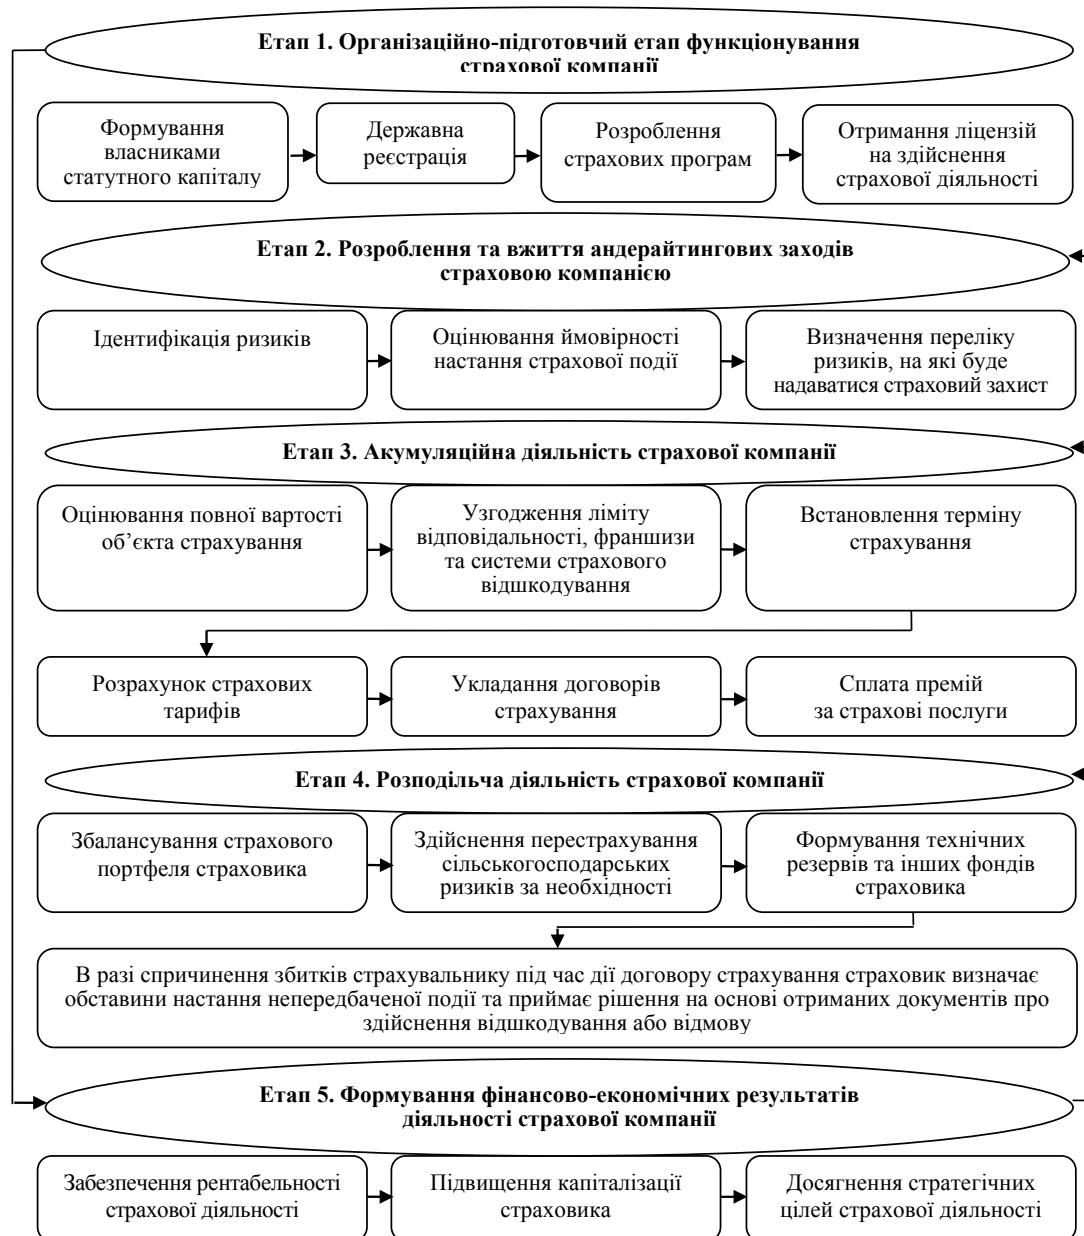 Етап 1. Організаційно-підготовчий етап функціонування
страхової компанії
Формування
власниками
статутного капіталу
Державна
реєстрація
Розроблення
страхових програм
Отримання ліцензій
на здійснення
страхової діяльності
Етап 2. Розроблення та вжиття андерайтингових заходів
страховою компанією
Ідентифікація ризиків
Оцінювання ймовірності
настання страхової події
Визначення переліку
ризиків, на які буде
надаватися страховий захист
Етап 3. Акумуляційна діяльність страхової компанії
Оцінювання повної вартості
об’єкта страхування
Узгодження ліміту
відповідальності, франшизи
та системи страхового
відшкодування
Встановлення терміну
страхування
Розрахунок страхових
тарифів
Укладання договорів
страхування
Сплата премій
за страхові послуги
Етап 4. Розподільча діяльність страхової компанії
Збалансування страхового
портфеля страховика
Здійснення перестрахування
сільськогосподарських
ризиків за необхідності
Формування технічних
резервів та інших фондів
страховика
В разі спричинення збитків страхувальнику під час дії договору страхування страховик визначає
обставини настання непередбаченої події та приймає рішення на основі отриманих документів про
здійснення відшкодування або відмову
Етап 5. Формування фінансово-економічних результатів
діяльності страхової компанії
Забезпечення рентабельності
страхової діяльності
Підвищення капіталізації
страховика
Досягнення стратегічних
цілей страхової діяльності